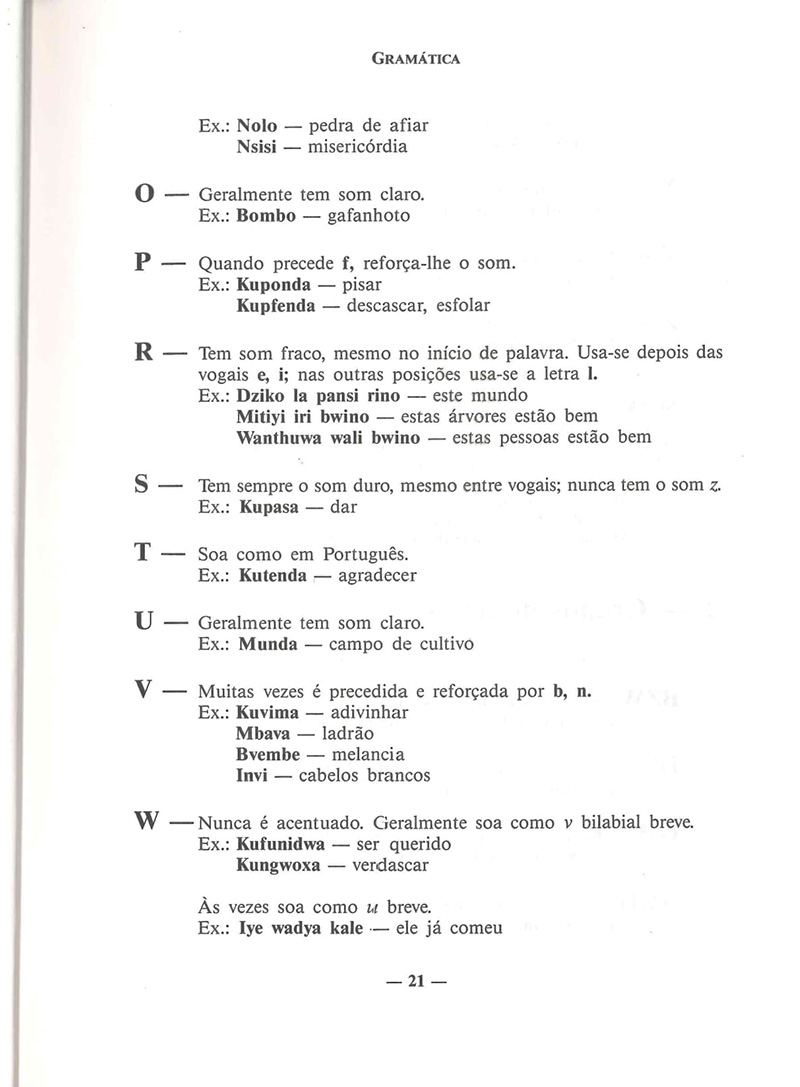 GRAMÁTICA
Ex.: Nolo — pedra de afiar
Nsisi — misericórdia
O — Geralmente tem som claro.
Ex.: Bombo — gafanhoto
P — Quando precede f, reforça-lhe o som.
Ex.: Kuponda — pisar
Kupfenda — descascar, esfolar
R — Tem som fraco, mesmo no início de palavra. Usa-se depois das
vogais e, i; nas outras posições usa-se a letra l.
Ex.: Dziko la pansi rino — este mundo
Mitiyi iri bwino — estas árvores estão bem
Wanthuwa wali bwino — estas pessoas estão bem
S — Tem sempre o som duro, mesmo entre vogais; nunca tem o som z.
Ex.: Kupasa — dar
T — Soa como em Português.
Ex.: Kutenda — agradecer
U — Geralmente tem som claro.
Ex.: Munda — campo de cultivo
V — Muitas vezes é precedida e reforçada por b, n.
Ex.: Kuvima — adivinhar
Mbava — ladrão
Bvembe — melancia
Invi — cabelos brancos
W — Nunca é acentuado. Geralmente soa como v bilabial breve.
Ex.: Kufunidwa — ser querido
Kungwoxa — verdascar
Às vezes soa como u breve.
Ex.: Iye wadya kale — ele já comeu
— 21 —